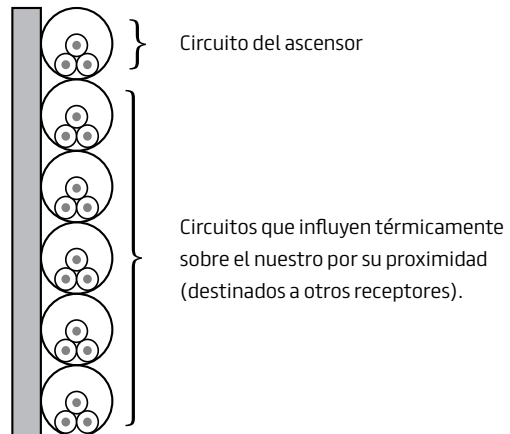 Circuito del ascensor
Circuitos que influyen térmicamente
sobre el nuestro por su proximidad
(destinados a otros receptores).